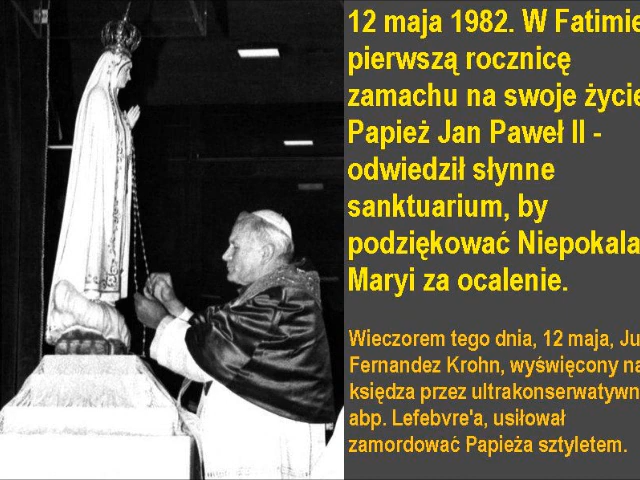 12 maja 1982. W Fatimie
pierwszą rocznicę
zamachu na swoje życie
Papież Jan Paweł II -
odwiedził słynne
sanktuarium, by
podziękować Niepokala
Maryi za ocalenie.
Wieczorem tego dnia, 12 maja, Ju
Fernandez Krohn, wyświęcony na
księdza przez ultrakonserwatywn
abp. Lefebvre'a, usiłował
zamordować Papieża sztyletem.